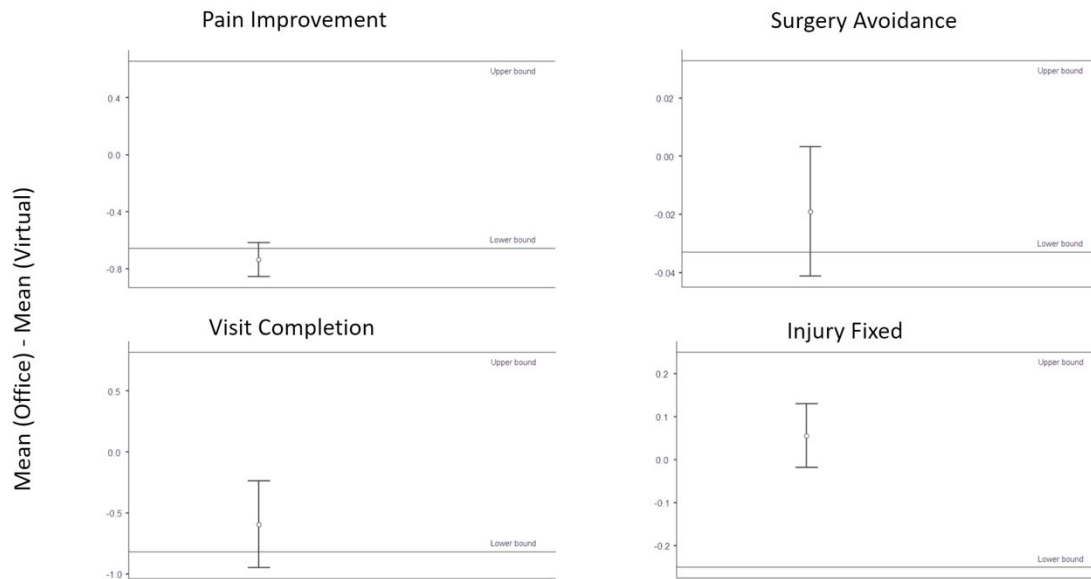 Pain Improvement
Upper bound
0.4
0.0
-0.4
Lower bound
-0.8
Surgery Avoidance
Upper bound
0.02
0.00
-0.02
Lower bound
-0.04
Mean (Office) - Mean (Virtual)
Visit Completion
Upper bound
0.5
0.0
-0.5
Lower bound
-1.0
Injury Fixed
Upper bound
0.2
0.1
0.0
-0.1
Lower bound
-0.2